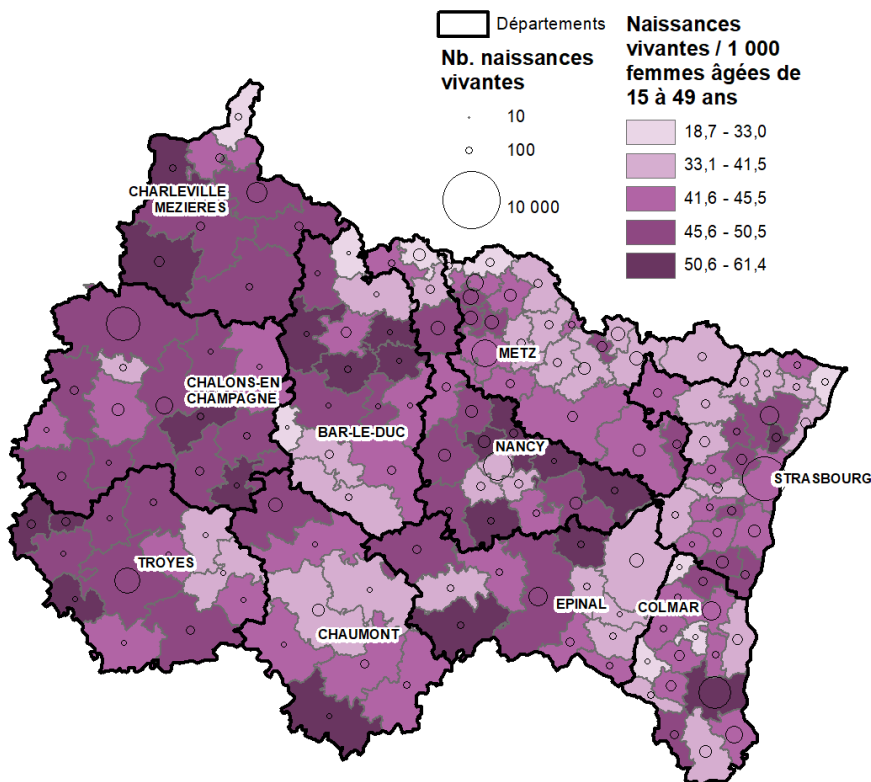 Départements
Nb. naissances
vivantes
10
100
10 000
Naissances
vivantes / 1 000
femmes âgées de
15 à 49 ans
18,7 - 33,0
33,1 - 41,5
41,6 - 45,5
45,6 - 50,5
50,6 - 61,4
CHARLEVILLE
MEZIERES
METZ
CHALONS-EN
CHAMPAGNE
BAR-LE-DUC
NANCY
STRASBOURG
TROYES
EPINAL
COLMAR
CHAUMONT